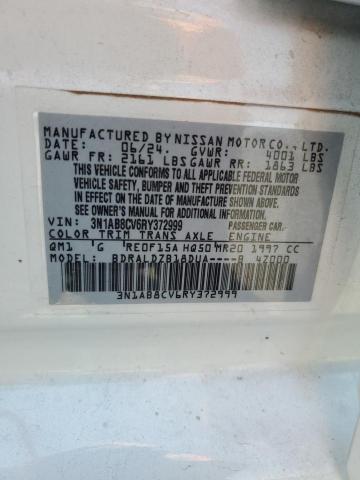 MANUFACTURED BY NISSAN MOTOR CO., LTD.
DATE: 06/24. GVWR: 4001 LBS
GAWR FR: 2161 LBS GAWR RR: 1863 LBS
THIS VEHICLE CONFORMS TO ALL
APPLICABLE FEDERAL MOTOR
VEHICLE SAFETY, BUMPER, AND
THEFT PREVENTION STANDARDS
IN EFFECT ON THE DATE OF
MANUFACTURE SHOWN ABOVE.
SEE OWNER'S MANUAL FOR
ADDITIONAL INFORMATION.
VIN: 3N1AB8CV6RY372999 PASSENGER CAR
COLOR TRIM TRANS AXLE ENGINE
QM1 G RE0F15A HQ50 MR20 1997 CC
MODEL: BDRALDZB18DUA----B 4Z000
3N1AB8CV6RY372999